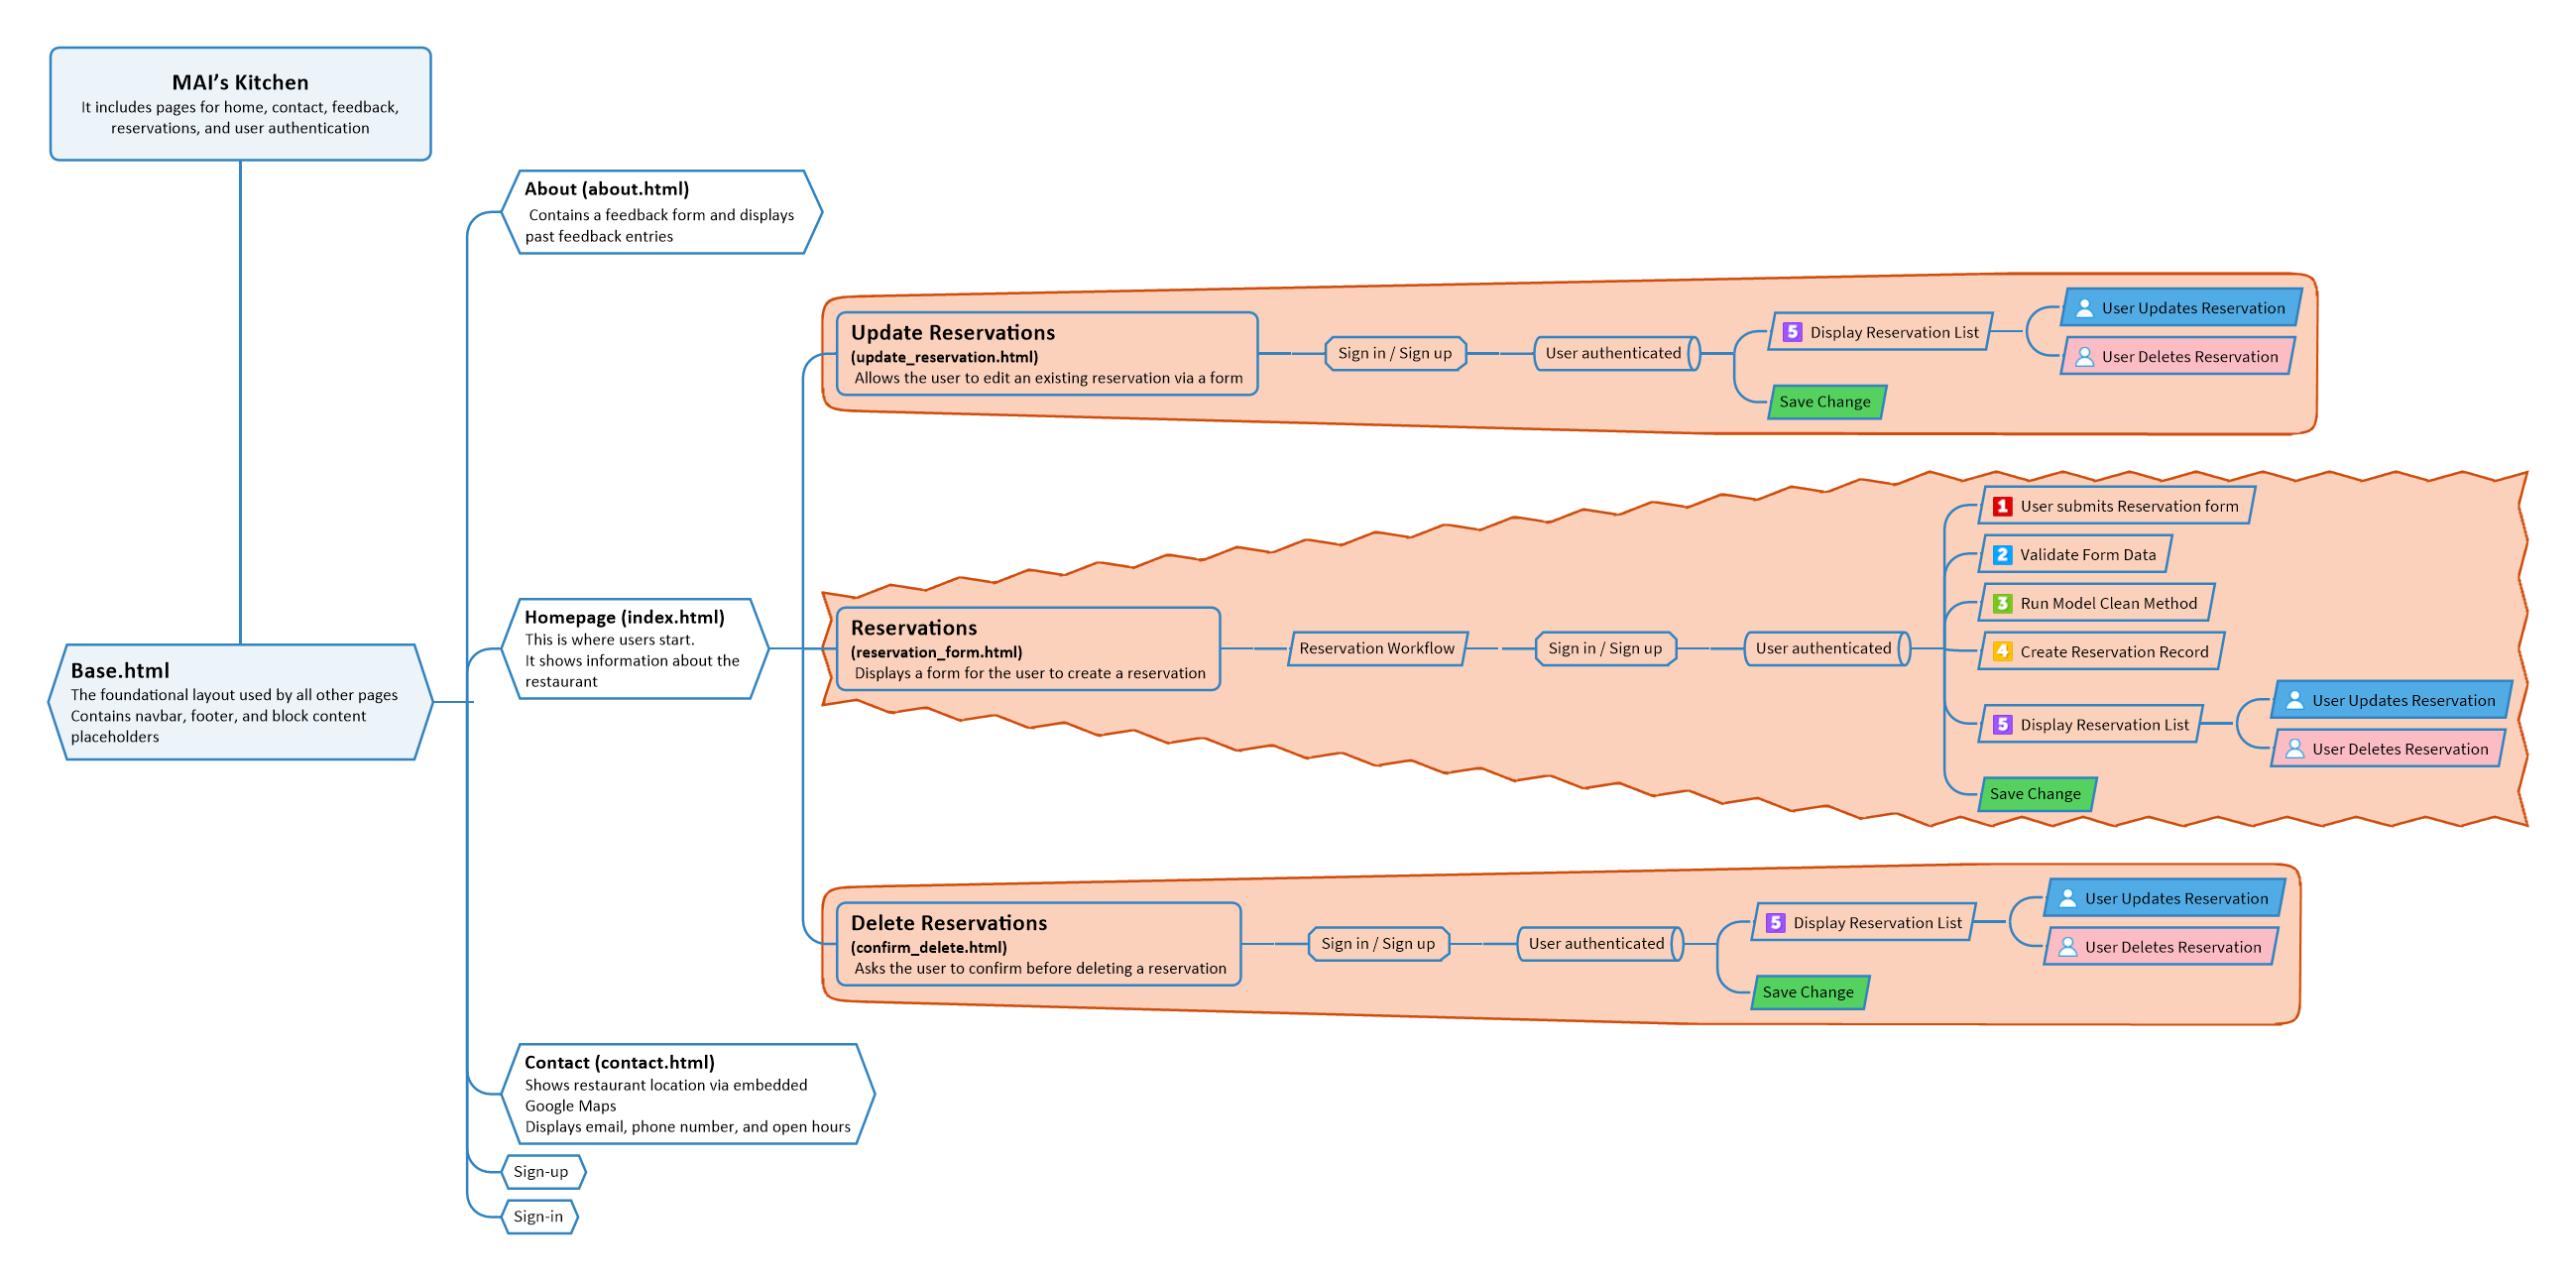 MAI’s Kitchen
It includes pages for home, contact, feedback,
reservations, and user authentication
Base.html
The foundational layout used by all other pages
Contains navbar, footer, and block content
placeholders
About (about.html)
Contains a feedback form and displays
past feedback entries
Homepage (index.html)
This is where users start.
It shows information about the
restaurant
Update Reservations
(update_reservation.html)
Allows the user to edit an existing reservation via a form
Sign in / Sign up
User authenticated
5 Display Reservation List
User Updates Reservation
User Deletes Reservation
Save Change
Reservations
(reservation_form.html)
Displays a form for the user to create a reservation
Reservation Workflow
Sign in / Sign up
User authenticated
1 User submits Reservation form
2 Validate Form Data
3 Run Model Clean Method
4 Create Reservation Record
5 Display Reservation List
User Updates Reservation
User Deletes Reservation
Save Change
Delete Reservations
(confirm_delete.html)
Asks the user to confirm before deleting a reservation
Sign in / Sign up
User authenticated
5 Display Reservation List
User Updates Reservation
User Deletes Reservation
Save Change
Contact (contact.html)
Shows restaurant location via embedded
Google Maps
Displays email, phone number, and open hours
Sign-up
Sign-in